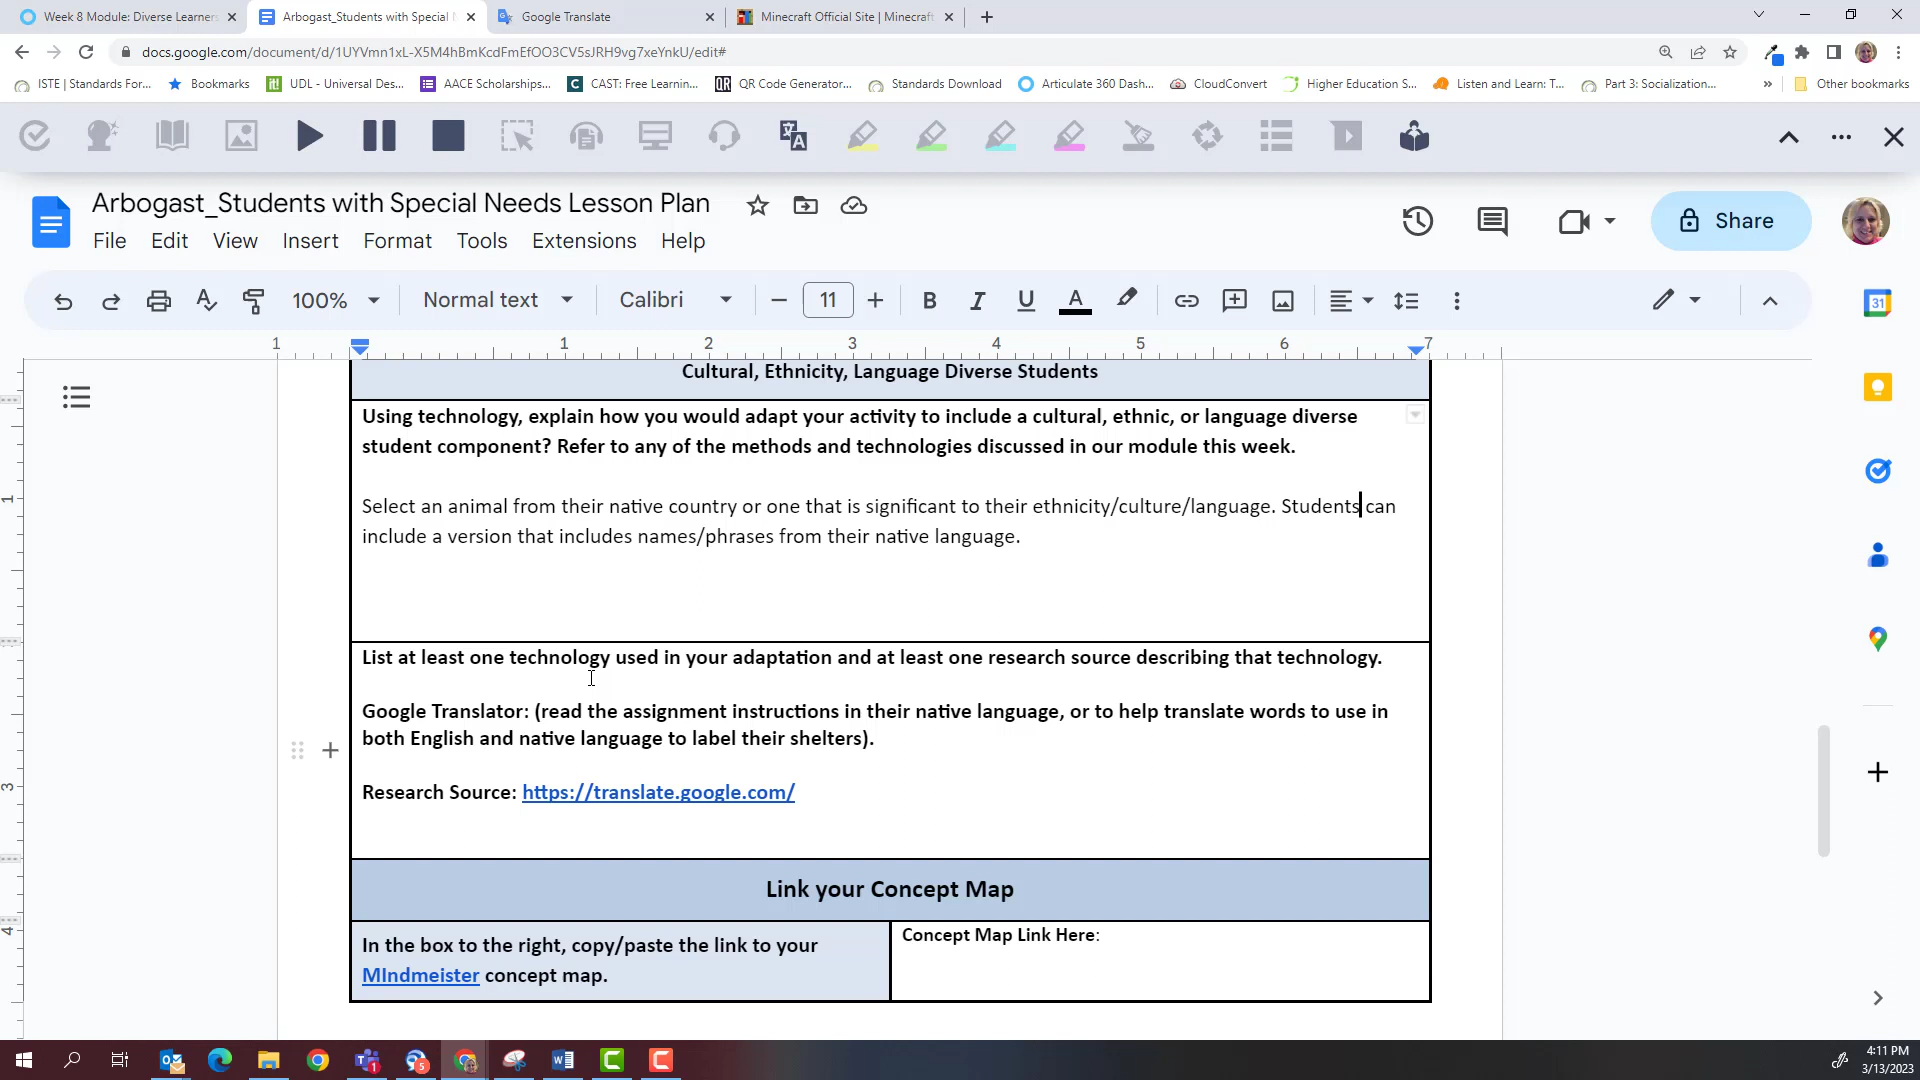 Week 8 Module: Diverse Learners
Arbogast_Students with Special N
Google Translate
Minecraft Official Site | Minecraft
docs.google.com/document/d/1UYVmn1xL-X5M4hBmKcdFmEfOO3CV5sJRH9vg7xeYnkU/edit#
ISTE | Standards For...
Bookmarks
UDL - Universal Des...
AACE Scholarships...
CAST: Free Learnin...
QR Code Generator...
Standards Download
Articulate 360 Dash...
CloudConvert
Higher Education S...
Listen and Learn: T...
Part 3: Socialization...
»
Other bookmarks
Arbogast_Students with Special Needs Lesson Plan
File Edit View Insert Format Tools Extensions Help
Share
100% Normal text Calibri 11
1 1 2 3 4 5 6 7
Cultural, Ethnicity, Language Diverse Students
Using technology, explain how you would adapt your activity to include a cultural, ethnic, or language diverse
student component? Refer to any of the methods and technologies discussed in our module this week.
Select an animal from their native country or one that is significant to their ethnicity/culture/language. Students can
include a version that includes names/phrases from their native language.
List at least one technology used in your adaptation and at least one research source describing that technology.
Google Translator: (read the assignment instructions in their native language, or to help translate words to use in
both English and native language to label their shelters).
Research Source: https://translate.google.com/
Link your Concept Map
In the box to the right, copy/paste the link to your
MIndmeister concept map.
Concept Map Link Here:
4:11 PM
3/13/2023